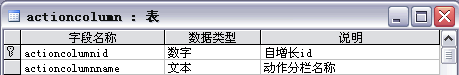 actioncolumn : 表
字段名称 数据类型 说明
actioncolumnid 数字 自增长id
actioncolumnname 文本 动作分栏名称